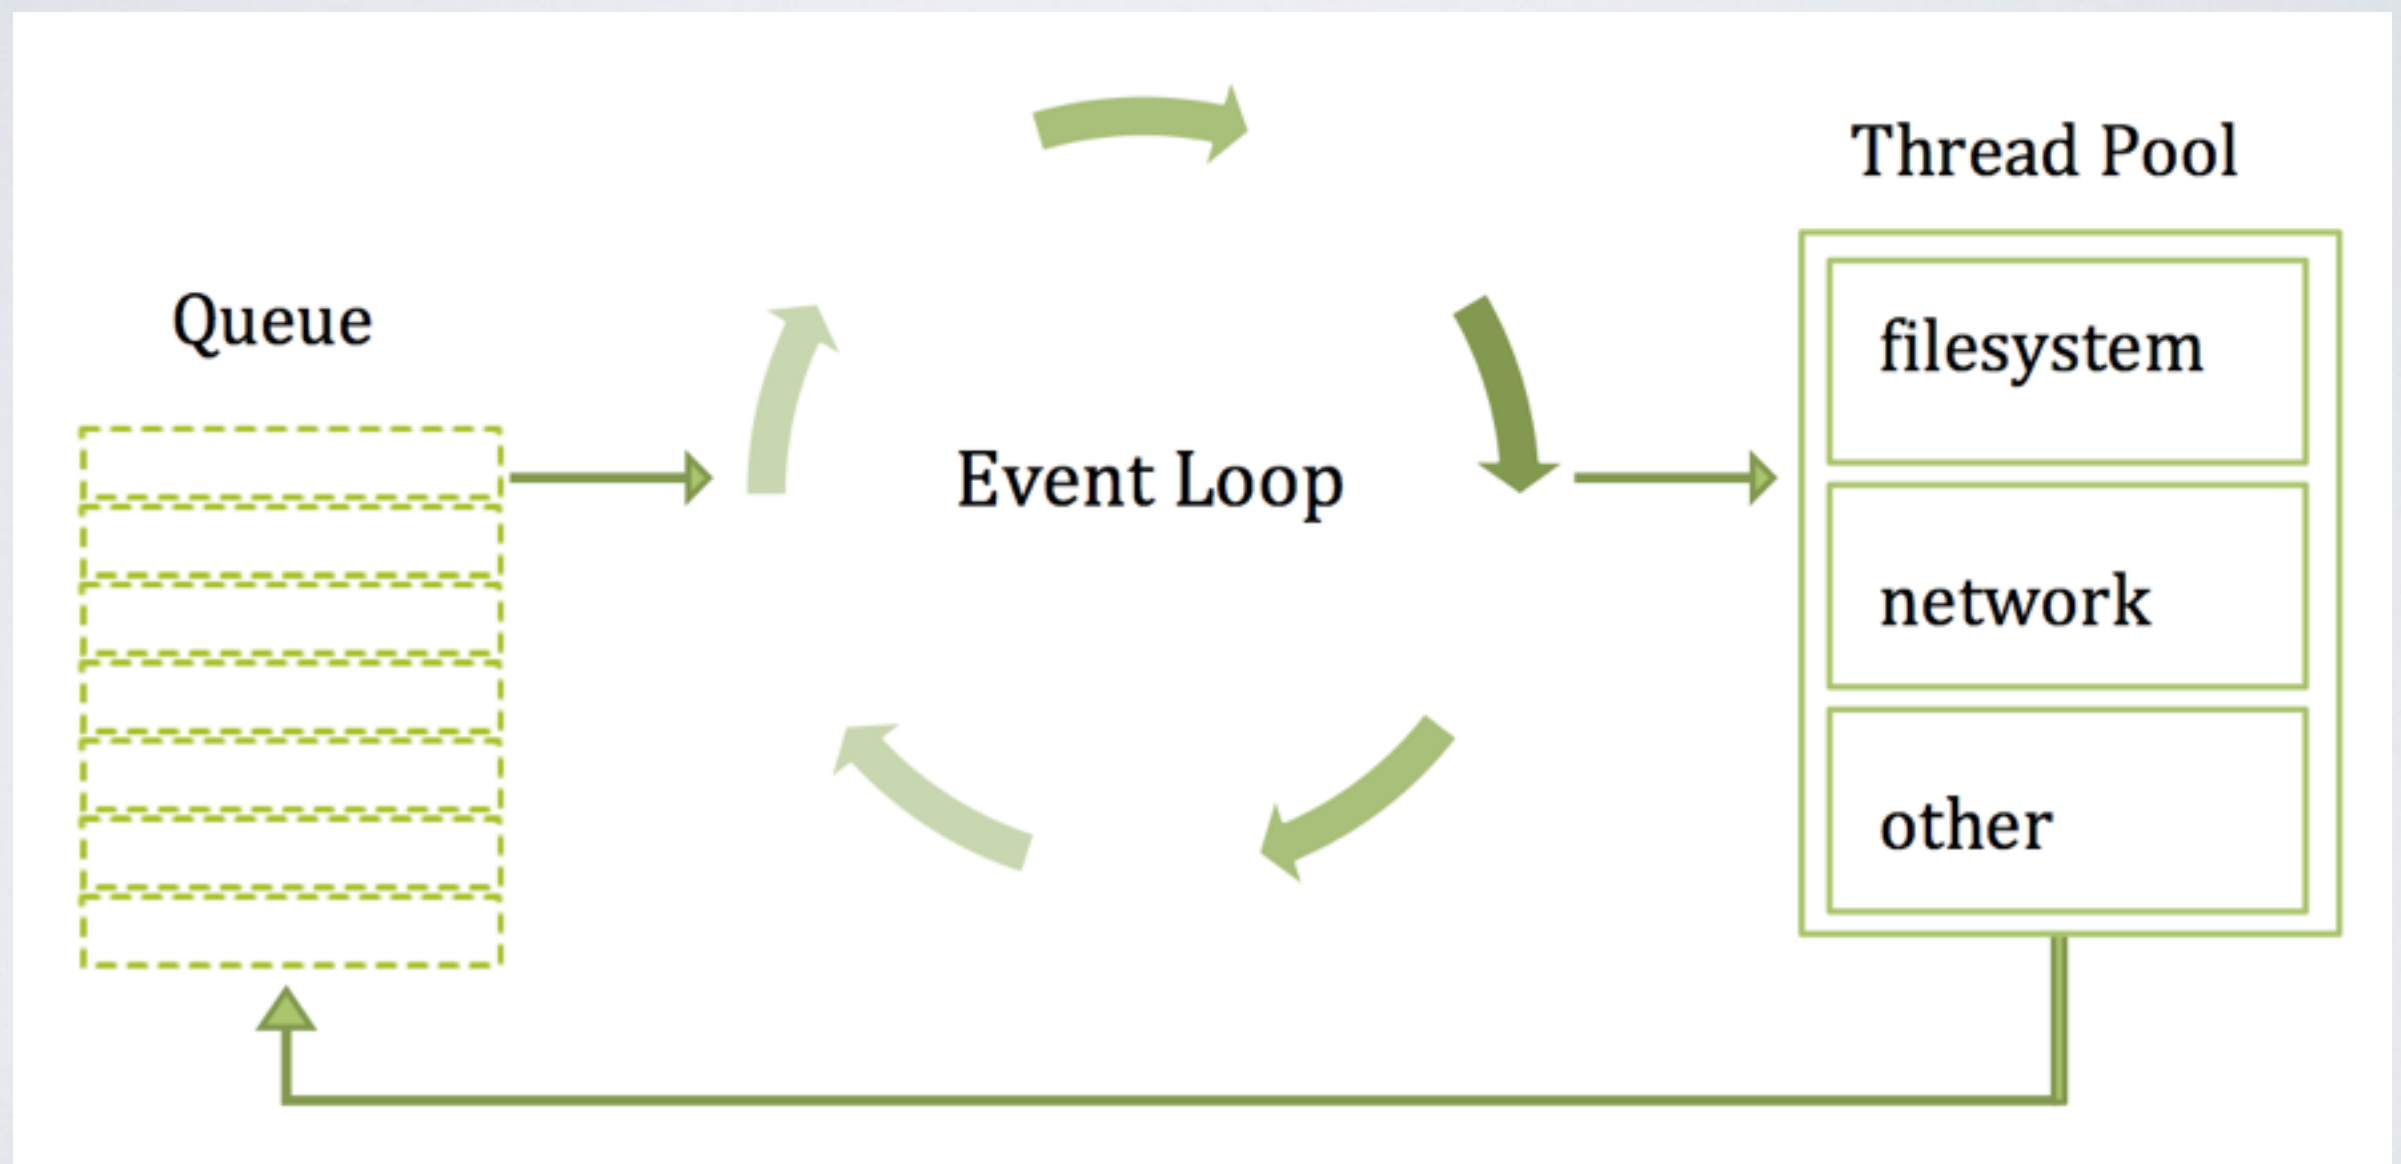 Queue
Event Loop
Thread Pool
filesystem
network
other